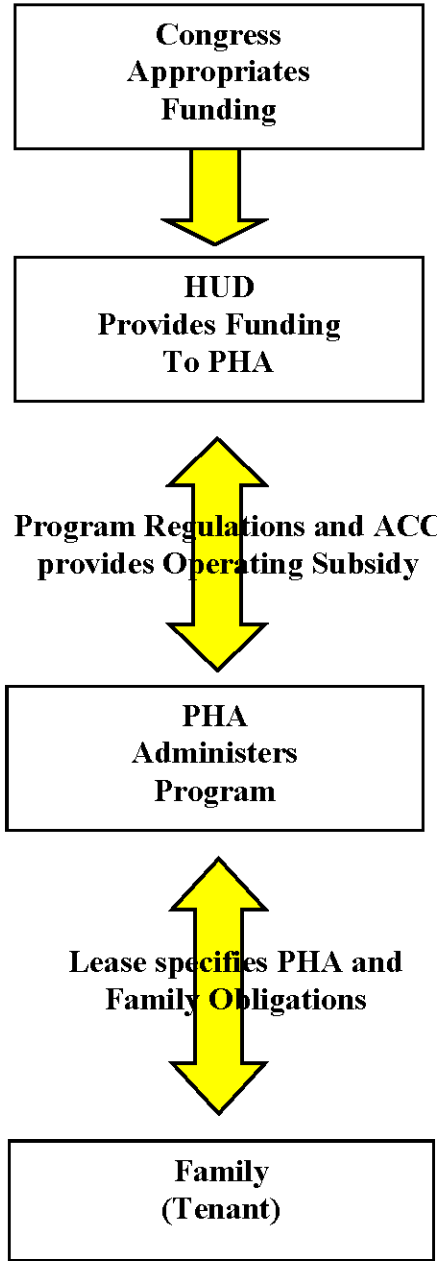 Congress
Appropriates
Funding
HUD
Provides Funding
To PHA
Program Regulations and ACC
provides Operating Subsidy
PHA
Administers
Program
Lease specifies PHA and
Family Obligations
Family
(Tenant)